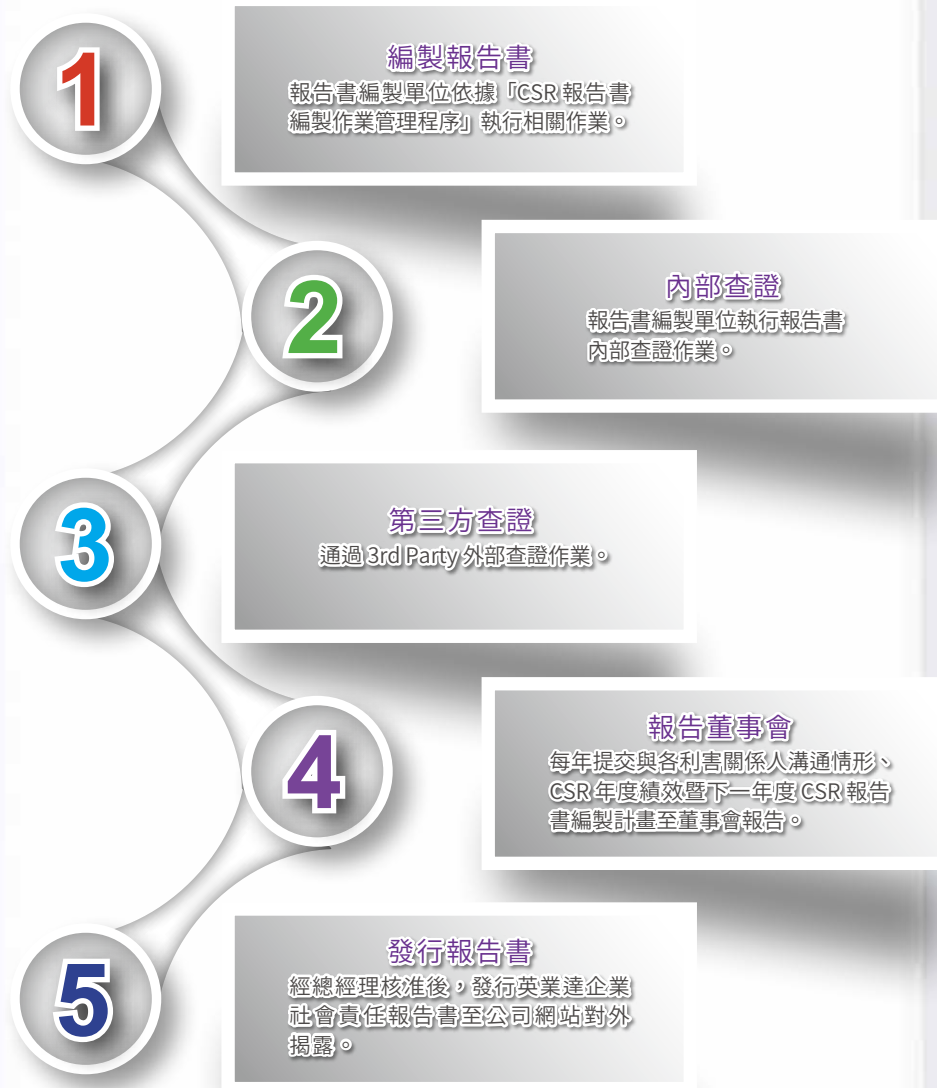 1
編製報告書
報告書編製單位依據「CSR 報告書
編製作業管理程序」執行相關作業。
2
內部查證
報告書編製單位執行報告書
內部查證作業。
3
第三方查證
通過 3rd Party 外部查證作業。
4
報告董事會
每年提交與各利害關係人溝通情形、
CSR 年度績效暨下一年度 CSR 報告
書編製計畫至董事會報告。
5
發行報告書
經總經理核准後，發行英業達企業
社會責任報告書至公司網站對外
揭露。